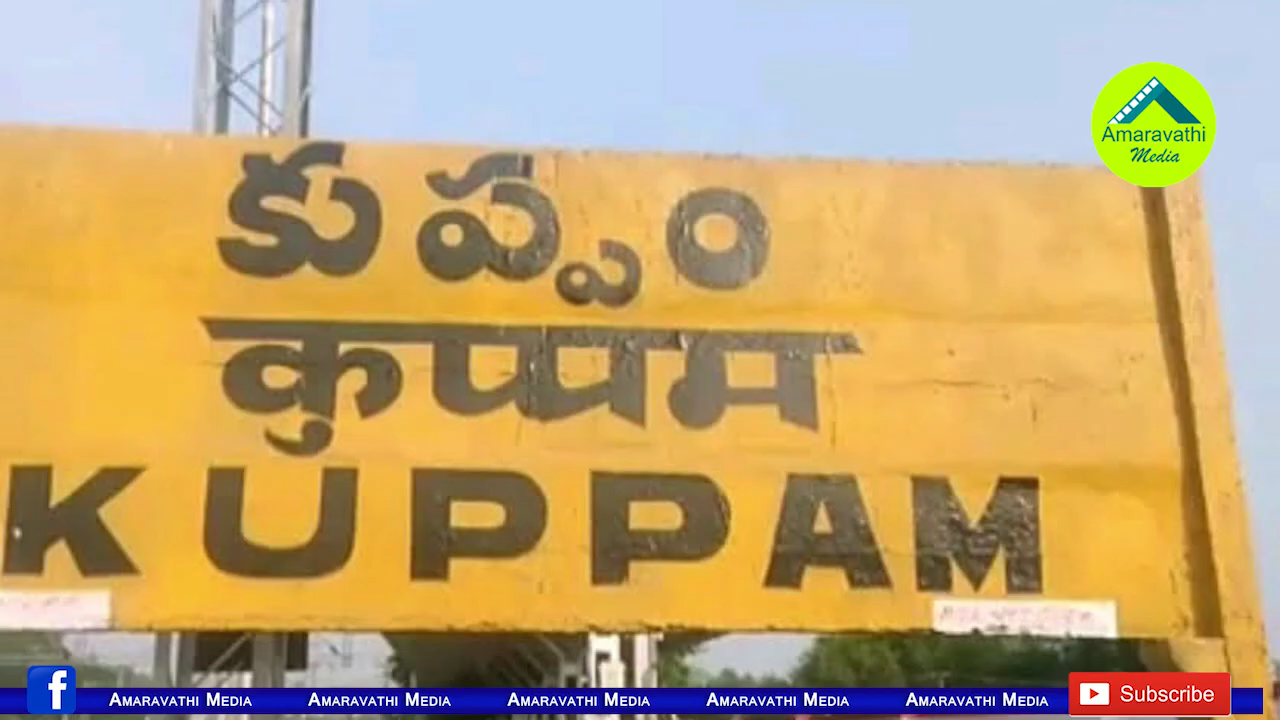 Amaravathi
Media
కుప్పం
कुप्पम
KUPPAM
f Amaravathi Media Amaravathi Media Amaravathi Media Amaravathi Media Amaravathi Media Subscribe